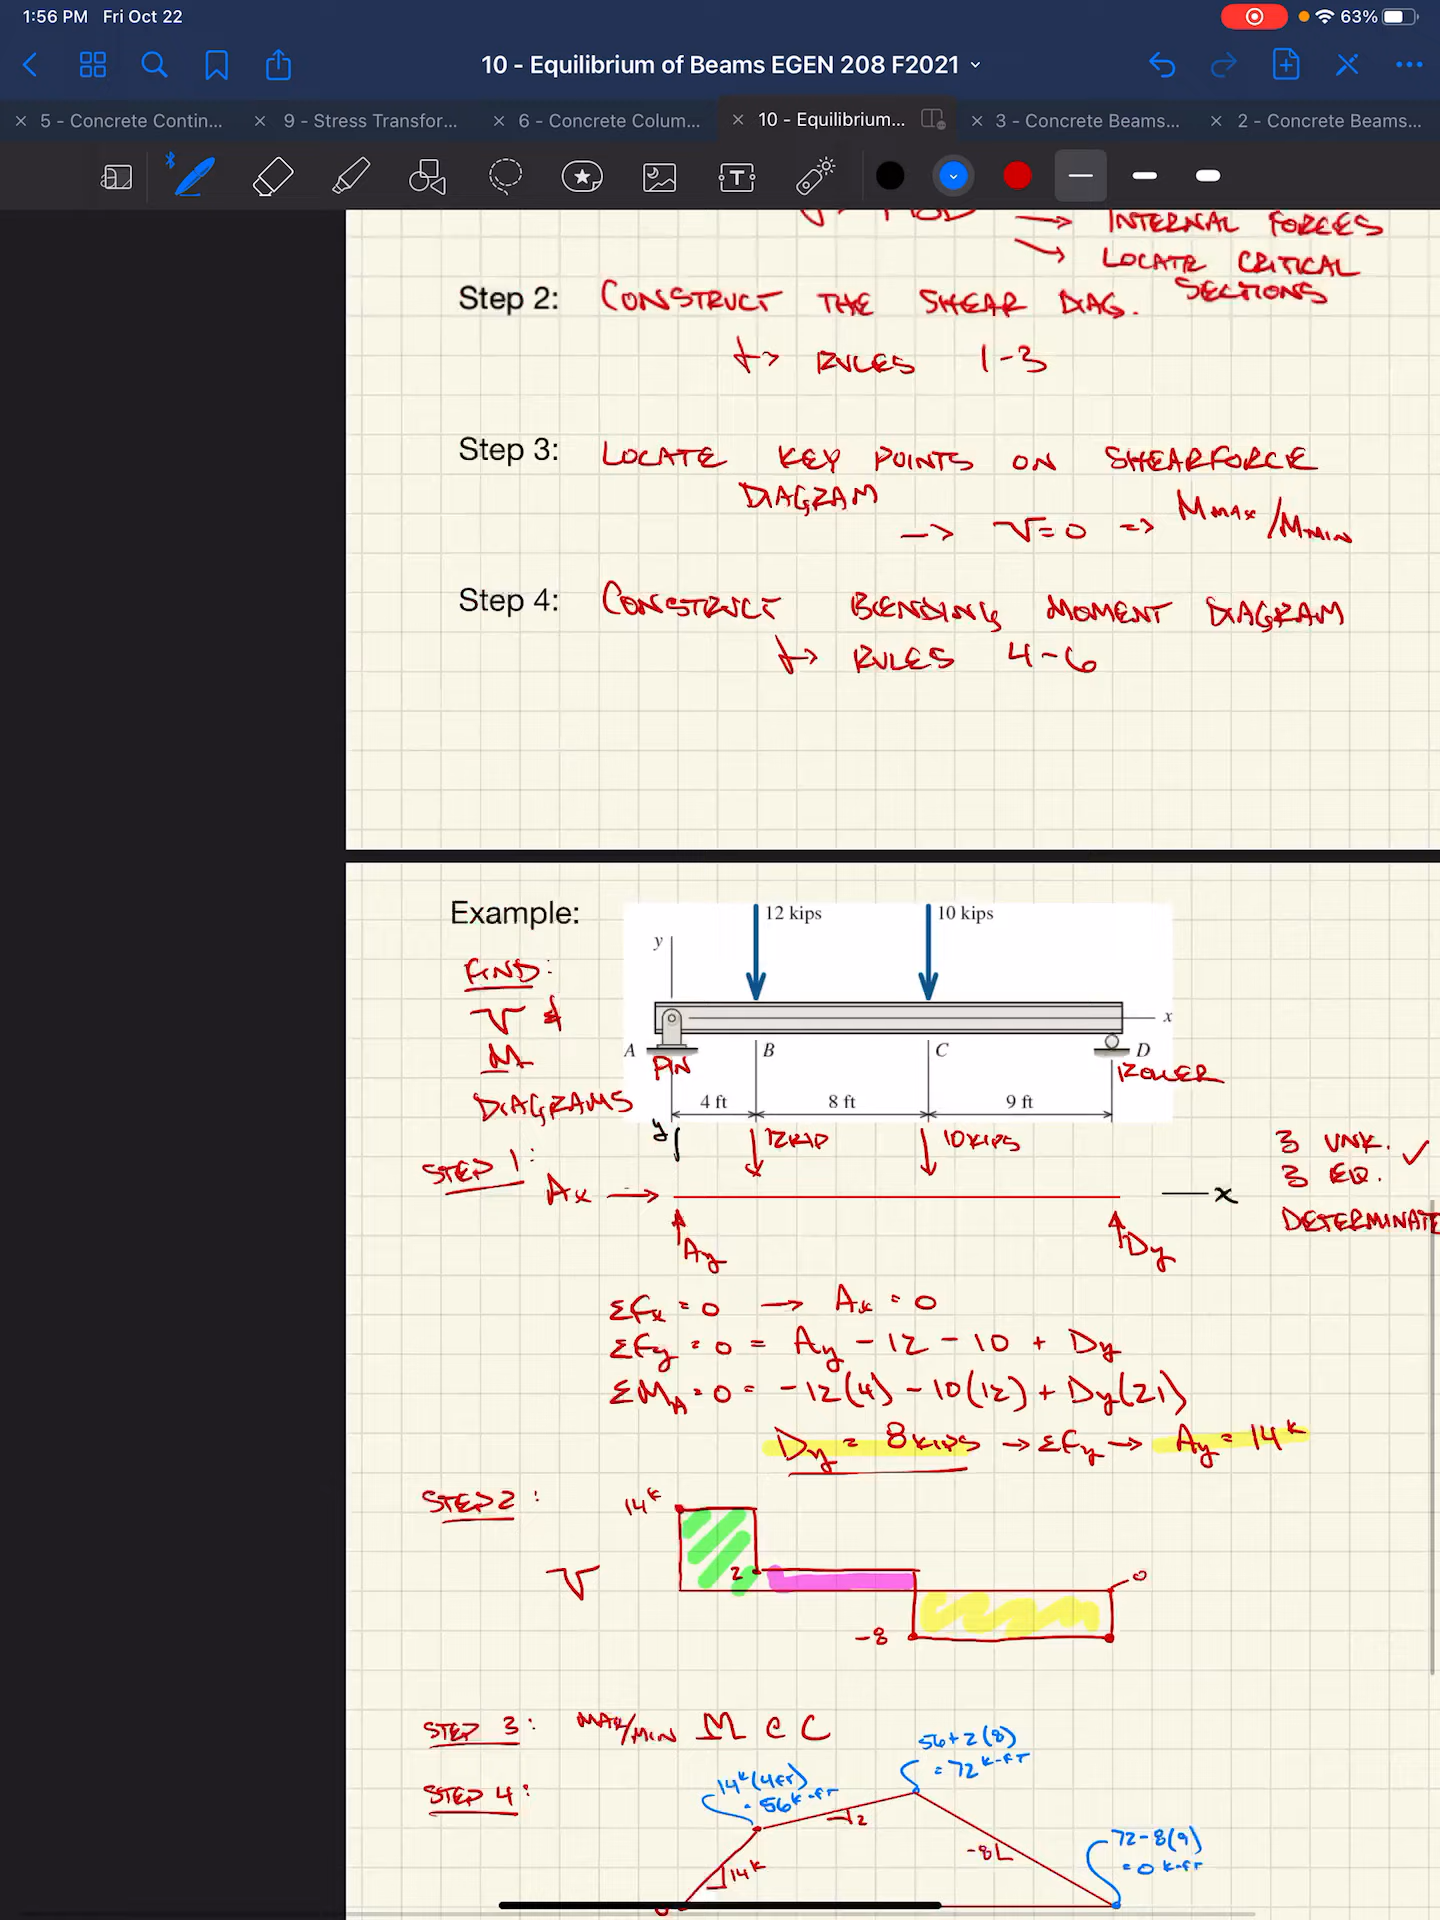 1:56 PM Fri Oct 22
63%
10 - Equilibrium of Beams EGEN 208 F2021
5 - Concrete Contin...
9 - Stress Transfor...
6 - Concrete Colum...
10 - Equilibrium...
3 - Concrete Beams...
2 - Concrete Beams...
→ INTERNAL FORCES
→ LOCATE CRITICAL
SECTIONS
Step 2: CONSTRUCT THE SHEAR DIAG.
↳ RULES 1-3
Step 3: LOCATE KEY POINTS ON SHEARFORCE
DIAGRAM
→ V=0 => Mmax/Mmin
Step 4: CONSTRUCT BENDING MOMENT DIAGRAM
↳ RULES 4-6
Example:
12 kips 10 kips
y
x
FIND:
V &
M
DIAGRAMS
A B C D
PIN ROLLER
4 ft 8 ft 9 ft
y 12KIP 10KIPS
STEP 1:
Ax → — x
Ay Dy
3 UNK. ✓
3 EQ.
DETERMINATE
ΣFx = 0 → Ax = 0
ΣFy = 0 = Ay - 12 - 10 + Dy
ΣMA = 0 = -12(4) - 10(12) + Dy(21)
Dy = 8 KIPS → ΣFy → Ay = 14k
STEP 2:
14k
V
2
0
-8
STEP 3: MAX/MIN M @ C
STEP 4:
14k(4FT)
= 56k-FT
56+2(8)
= 72k-FT
2
14k
-8
72-8(9)
= 0 k-FT